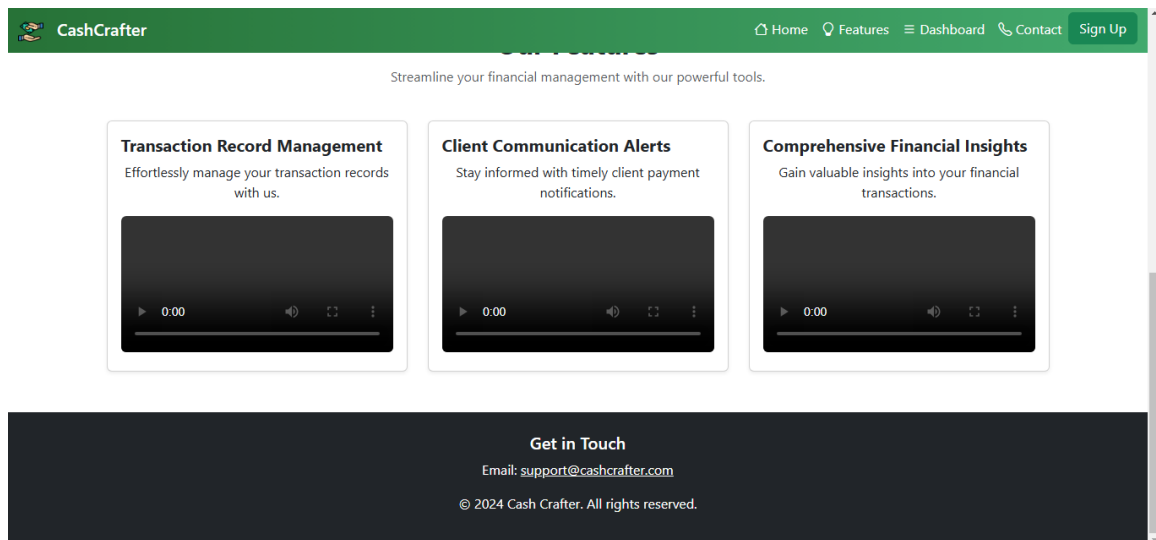 CashCrafter
Home
Features
Dashboard
Contact
Sign Up
Our Features
Streamline your financial management with our powerful tools.
Transaction Record Management
Effortlessly manage your transaction records
with us.
0:00
Client Communication Alerts
Stay informed with timely client payment
notifications.
0:00
Comprehensive Financial Insights
Gain valuable insights into your financial
transactions.
0:00
Get in Touch
Email: support@cashcrafter.com
© 2024 Cash Crafter. All rights reserved.